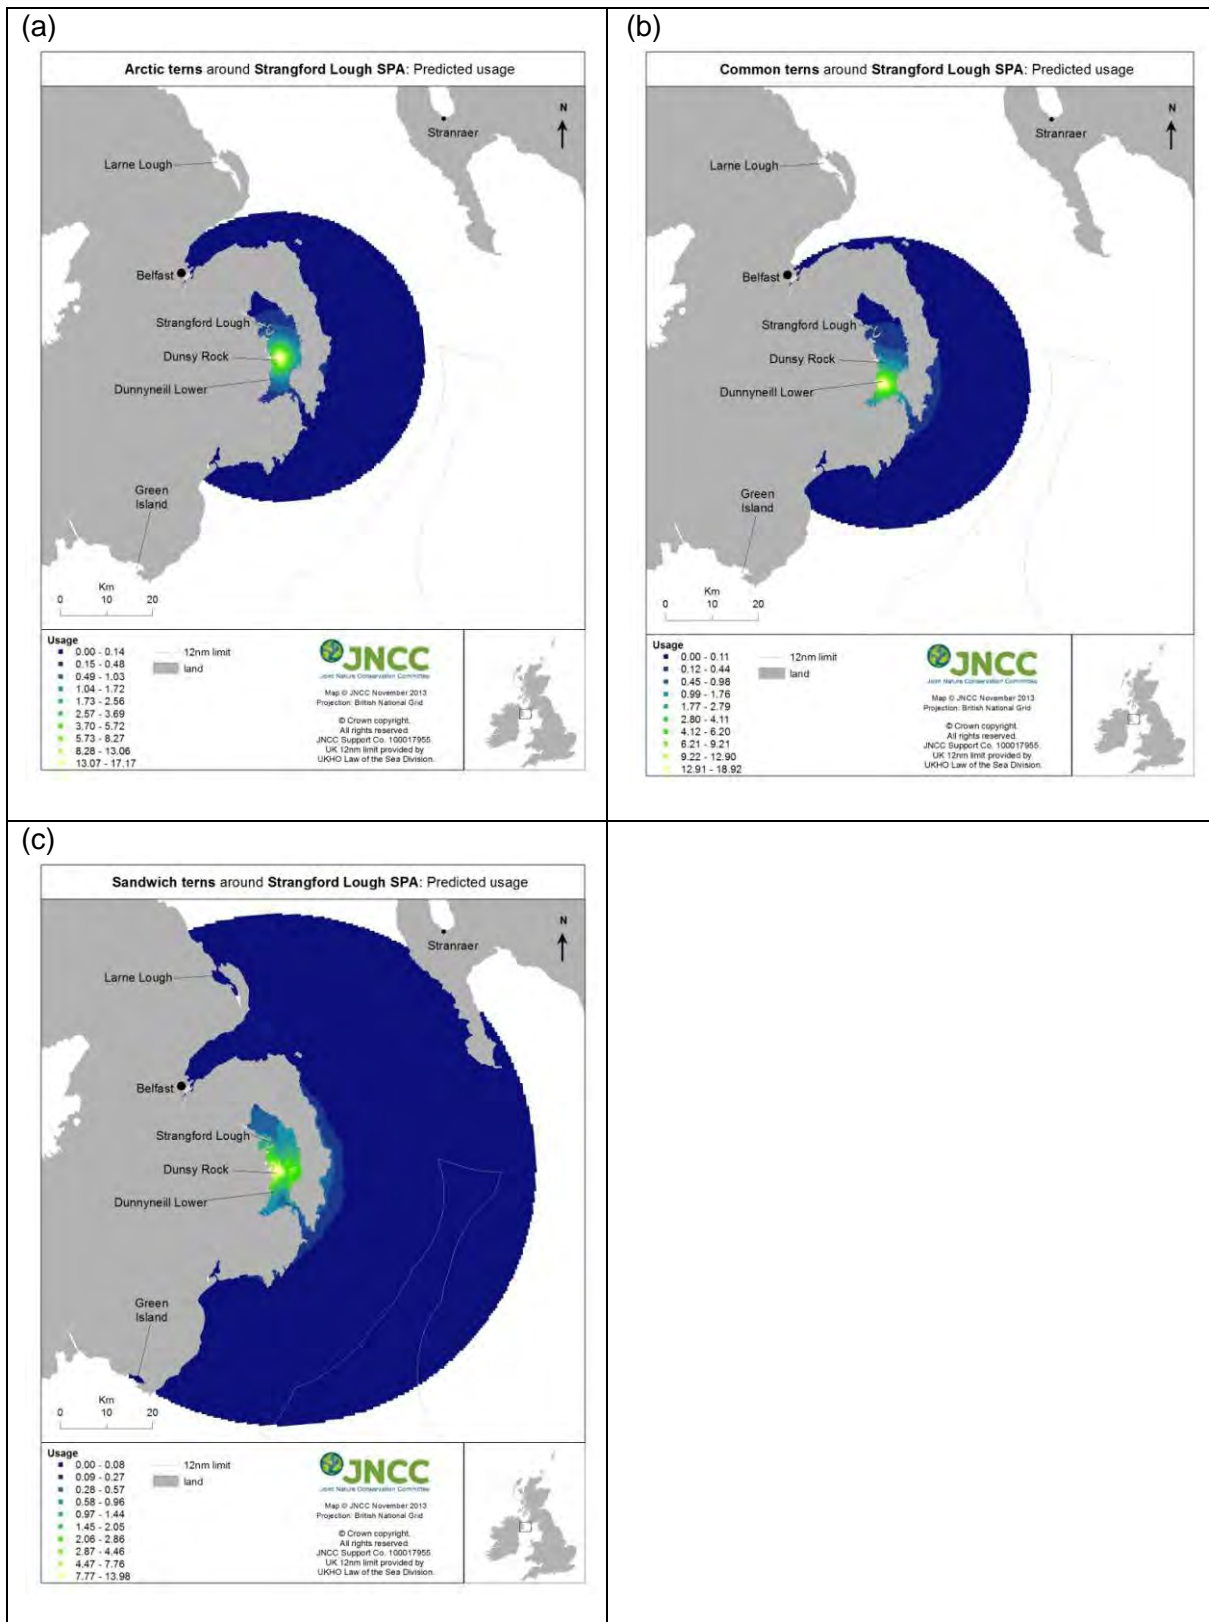 (a)
Arctic terns around Strangford Lough SPA: Predicted usage
N
Stranraer
Larne Lough
Belfast
Strangford Lough
Dunsy Rock
Dunnyneill Lower
Green
Island
Km
0 10 20
Usage
0.00 - 0.14
0.15 - 0.48
0.49 - 1.03
1.04 - 1.72
1.73 - 2.56
2.57 - 3.69
3.70 - 5.72
5.73 - 8.27
8.28 - 13.06
13.07 - 17.17
12nm limit
land
JNCC
Joint Nature Conservation Committee
Map © JNCC November 2013
Projection: British National Grid
© Crown copyright.
All rights reserved.
JNCC Support Co. 100017955.
UK 12nm limit provided by
UKHO Law of the Sea Division.
(b)
Common terns around Strangford Lough SPA: Predicted usage
N
Stranraer
Larne Lough
Belfast
Strangford Lough
Dunsy Rock
Dunnyneill Lower
Green
Island
Km
0 10 20
Usage
0.00 - 0.11
0.12 - 0.44
0.45 - 0.98
0.99 - 1.76
1.77 - 2.79
2.80 - 4.11
4.12 - 6.20
6.21 - 9.21
9.22 - 12.90
12.91 - 18.92
12nm limit
land
JNCC
Joint Nature Conservation Committee
Map © JNCC November 2013
Projection: British National Grid
© Crown copyright.
All rights reserved.
JNCC Support Co. 100017955.
UK 12nm limit provided by
UKHO Law of the Sea Division.
(c)
Sandwich terns around Strangford Lough SPA: Predicted usage
N
Stranraer
Larne Lough
Belfast
Strangford Lough
Dunsy Rock
Dunnyneill Lower
Green
Island
Km
0 10 20
Usage
0.00 - 0.08
0.09 - 0.27
0.28 - 0.57
0.58 - 0.96
0.97 - 1.44
1.45 - 2.05
2.06 - 2.86
2.87 - 4.46
4.47 - 7.76
7.77 - 13.98
12nm limit
land
JNCC
Joint Nature Conservation Committee
Map © JNCC November 2013
Projection: British National Grid
© Crown copyright.
All rights reserved.
JNCC Support Co. 100017955.
UK 12nm limit provided by
UKHO Law of the Sea Division.